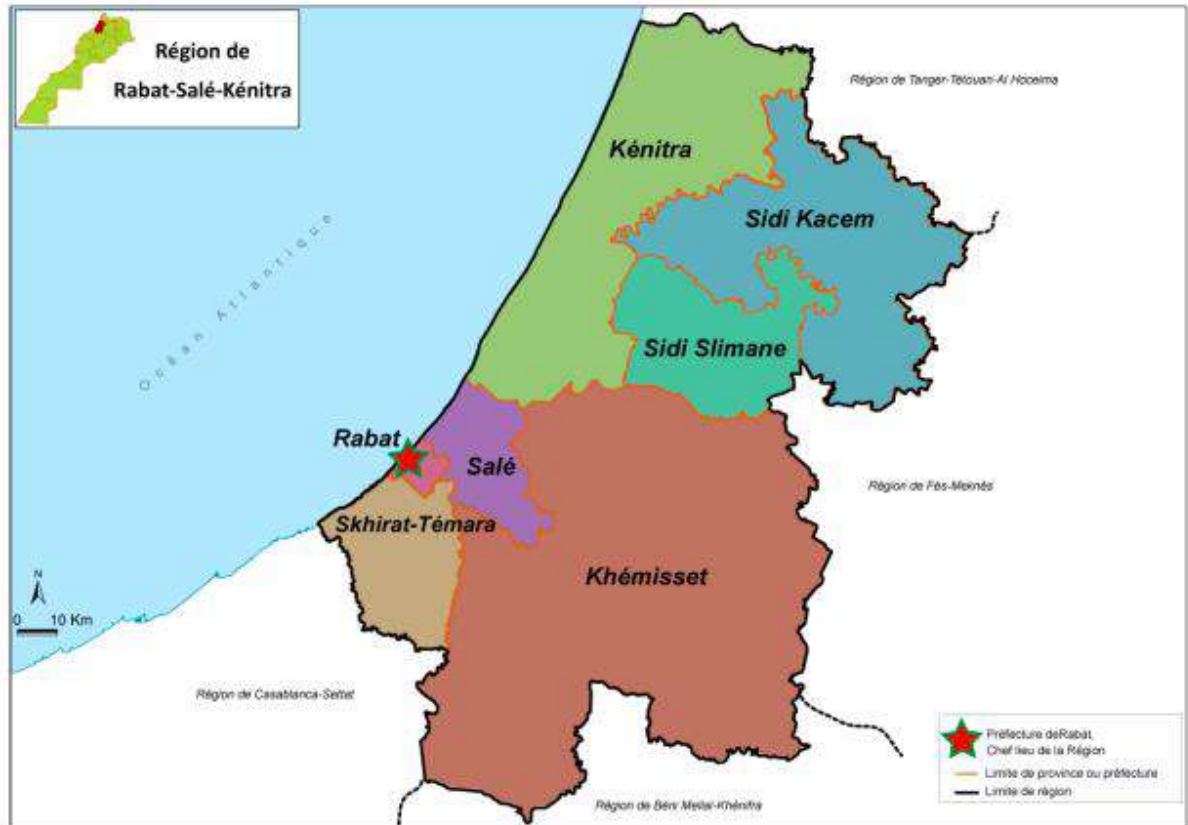 Région de
Rabat-Salé-Kénitra
Région de Tanger-Tétouan-Al Hoceima
Kénitra
Sidi Kacem
Océan Atlantique
Sidi Slimane
Rabat
Salé
Région de Fès-Meknès
Skhirat-Témara
Khémisset
N
0 10 Km
Région de Casablanca-Settat
Préfecture deRabat,
Chef lieu de la Région
Limite de province ou préfecture
Limite de région
Région de Béni Mellal-Khénifra